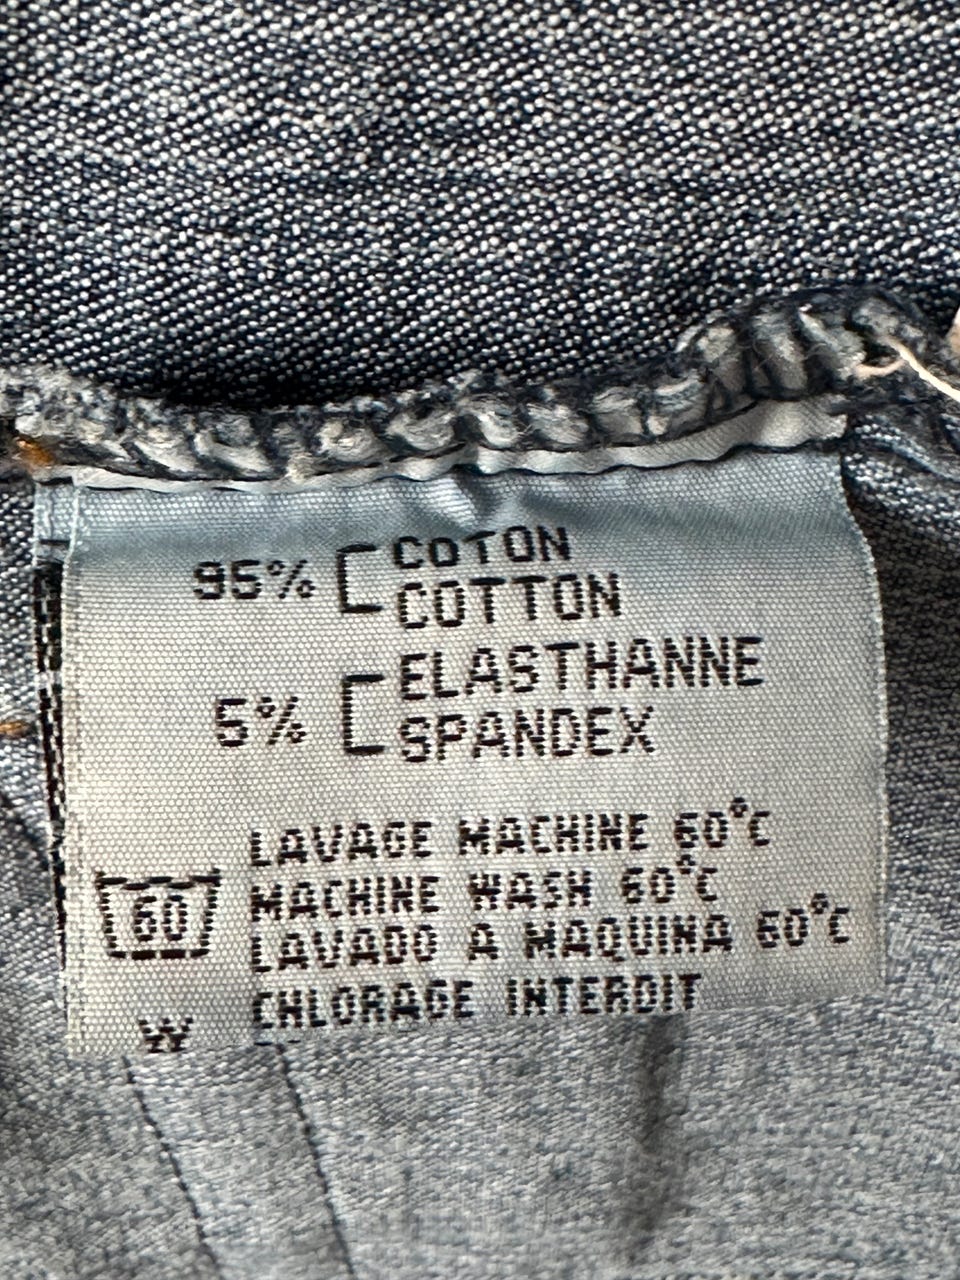 95% COTON
COTTON
5% ELASTHANNE
SPANDEX
LAVAGE MACHINE 60°C
60 MACHINE WASH 60°C
LAVADO A MAQUINA 60°C
CHLORAGE INTERDIT